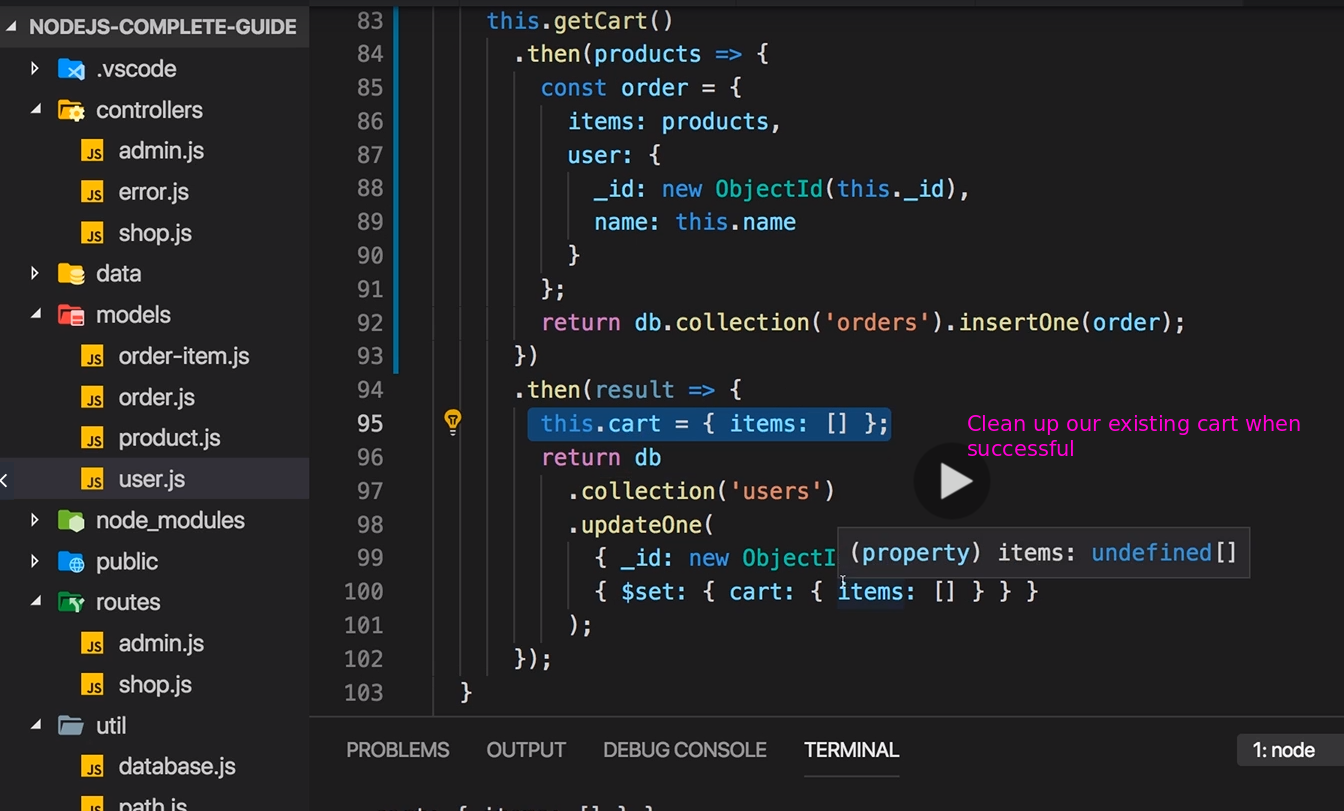 NODEJS-COMPLETE-GUIDE
.vscode
controllers
JS admin.js
JS error.js
JS shop.js
data
models
JS order-item.js
JS order.js
JS product.js
JS user.js
node_modules
public
routes
JS admin.js
JS shop.js
util
JS database.js
JS path.js
83 this.getCart()
84 .then(products => {
85 const order = {
86 items: products,
87 user: {
88 _id: new ObjectId(this._id),
89 name: this.name
90 }
91 };
92 return db.collection('orders').insertOne(order);
93 })
94 .then(result => {
95 this.cart = { items: [] };
96 return db
97 .collection('users')
98 .updateOne(
99 { _id: new ObjectI
100 { $set: { cart: { items: [] } } }
101 );
102 });
103 }
Clean up our existing cart when
successful
(property) items: undefined[]
PROBLEMS OUTPUT DEBUG CONSOLE TERMINAL 1: node